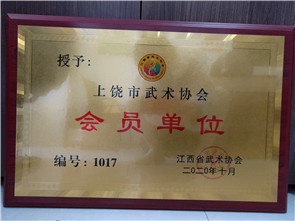 授予:
上饶市武术协会
会员单位
编号: 1017
江西省武术协会
二〇二〇年十月